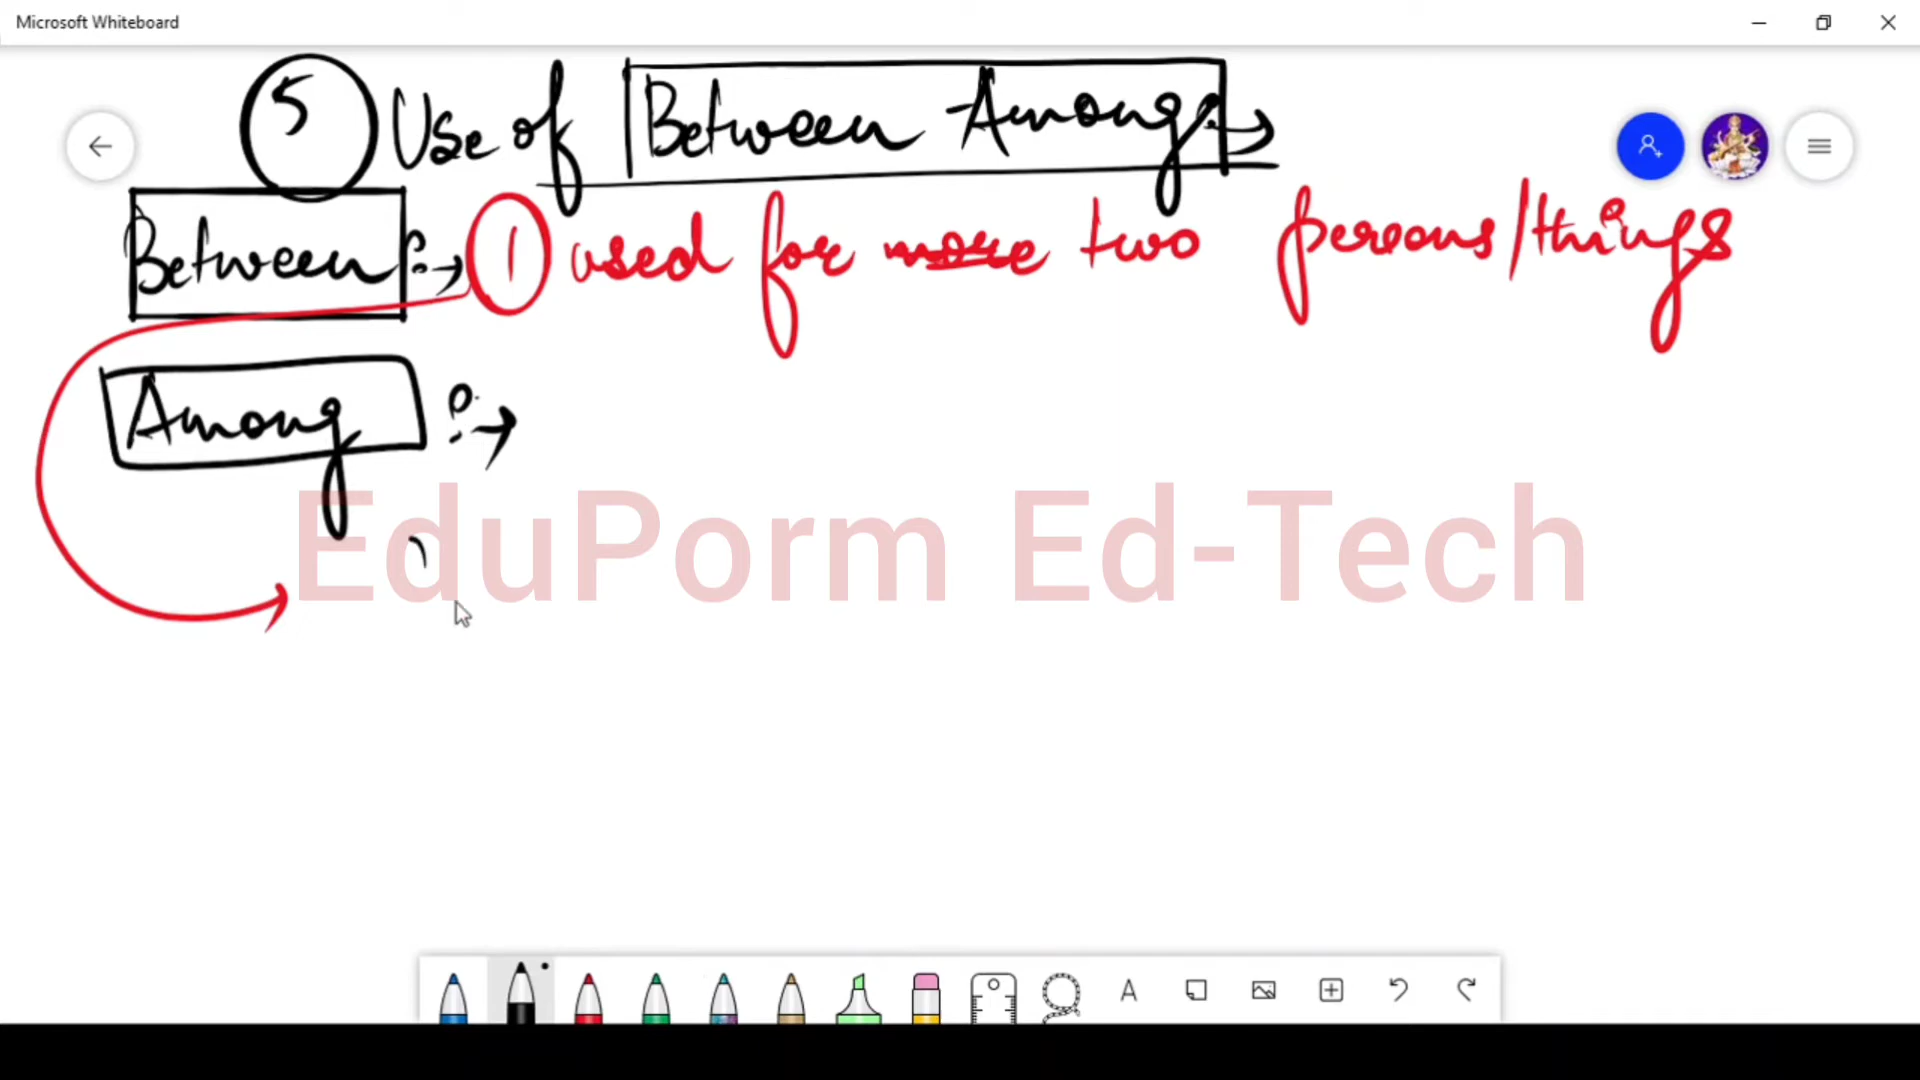 Microsoft Whiteboard
5 Use of Between Among :→
Between :→ 1 used for more two persons/things
Among :→
EduPorm Ed-Tech